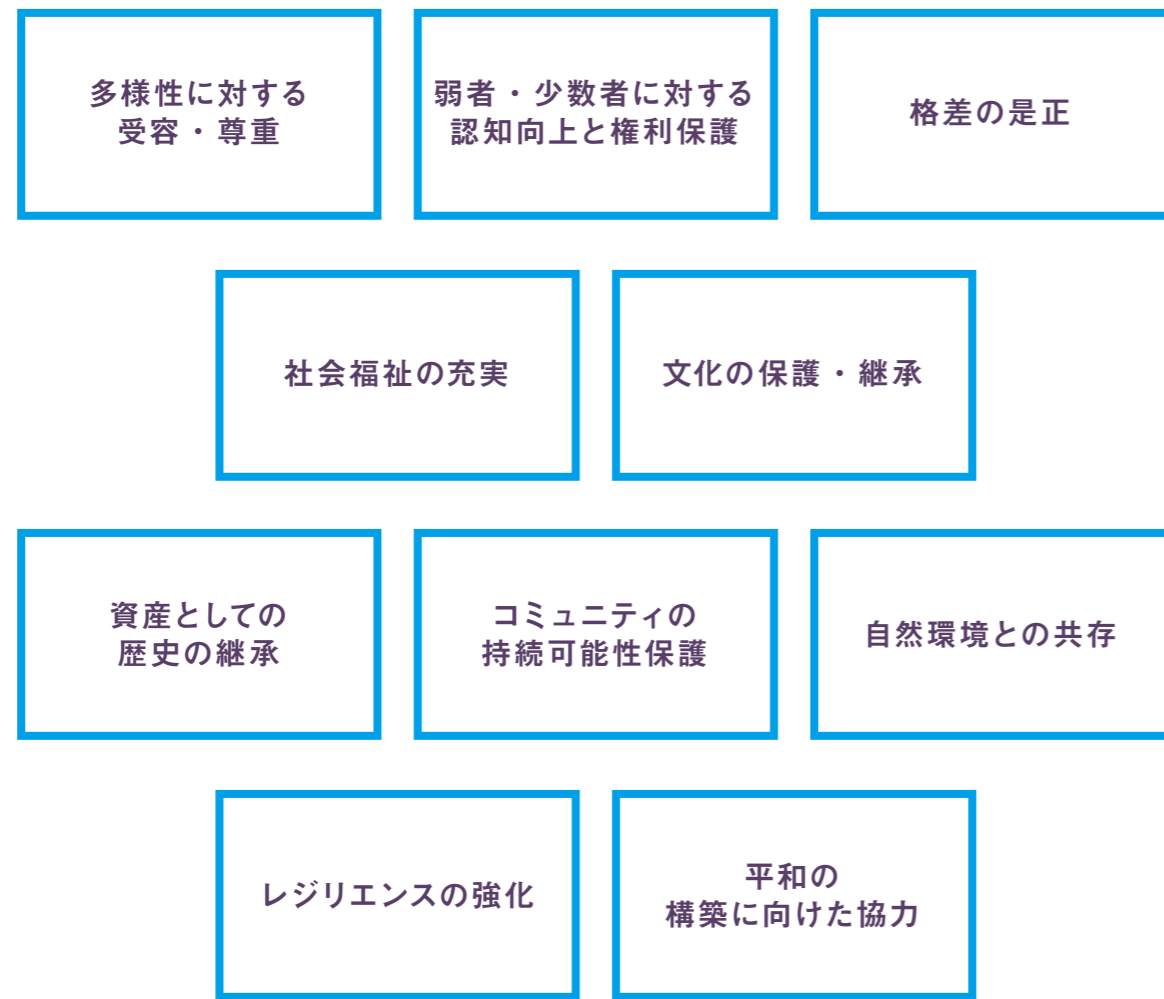 多様性に対する
受容・尊重
弱者・少数者に対する
認知向上と権利保護
格差の是正
社会福祉の充実
文化の保護・継承
資産としての
歴史の継承
コミュニティの
持続可能性保護
自然環境との共存
レジリエンスの強化
平和の
構築に向けた協力